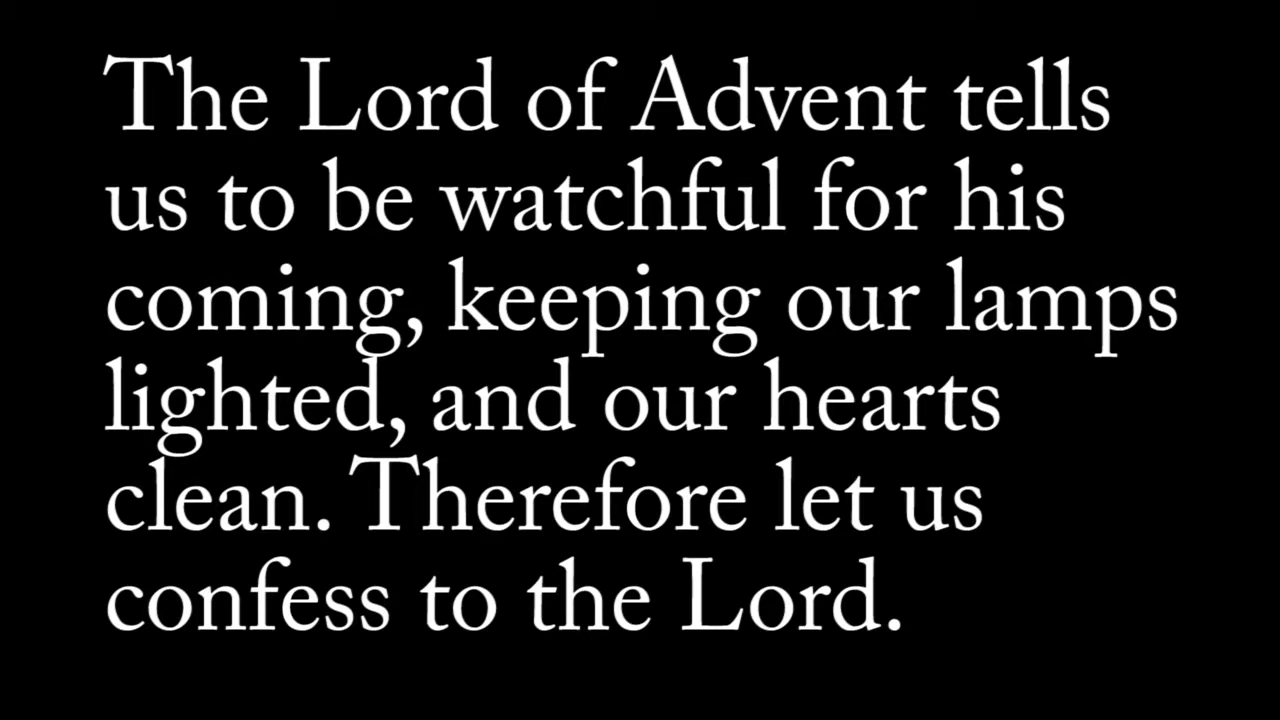 The Lord of Advent tells
us to be watchful for his
coming, keeping our lamps
lighted, and our hearts
clean. Therefore let us
confess to the Lord.